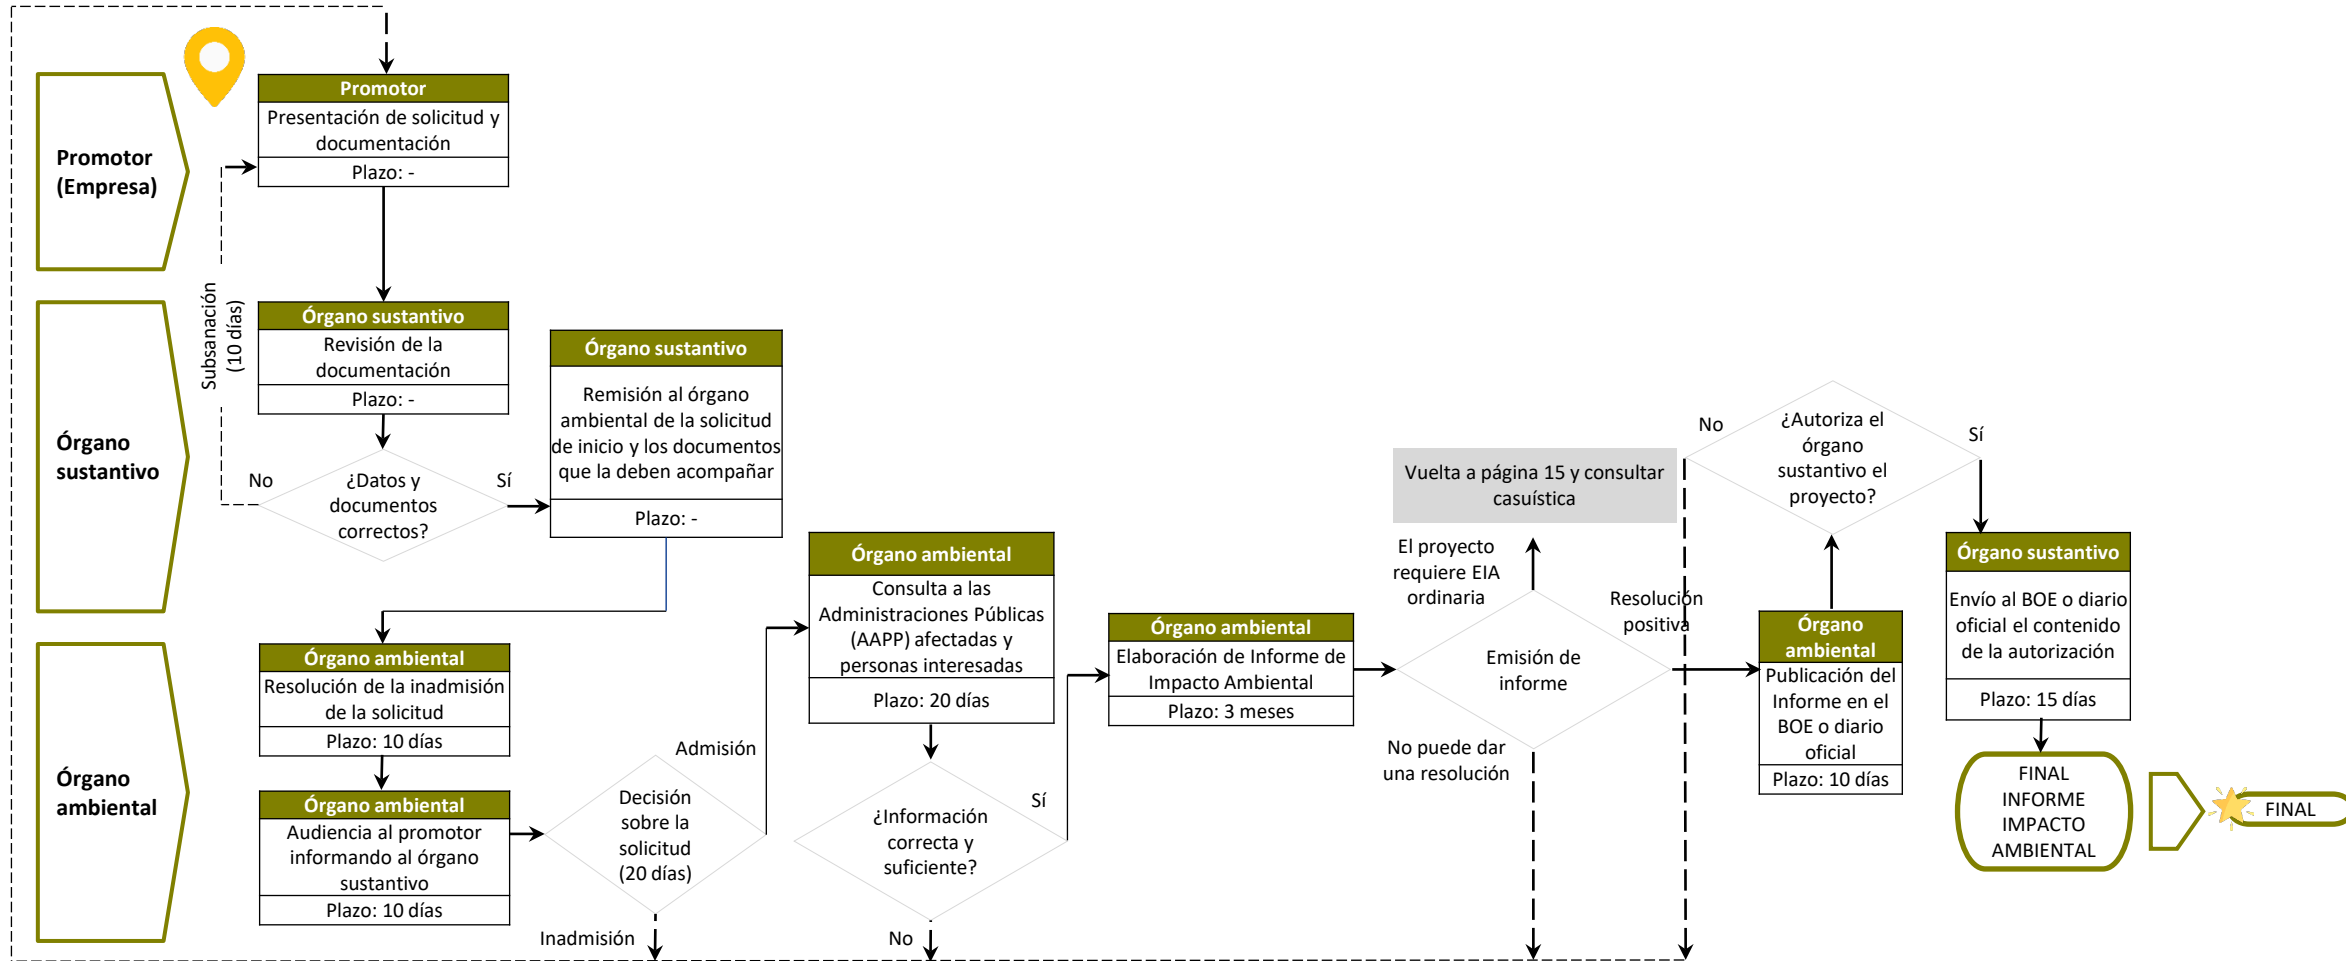 Promotor
(Empresa)
Órgano
sustantivo
Órgano
ambiental
Promotor
Presentación de solicitud y
documentación
Plazo: -
Subsanación
(10 días)
Órgano sustantivo
Revisión de la
documentación
Plazo: -
No
¿Datos y
documentos
correctos?
Sí
Órgano sustantivo
Remisión al órgano
ambiental de la solicitud
de inicio y los documentos
que la deben acompañar
Plazo: -
Órgano ambiental
Resolución de la inadmisión
de la solicitud
Plazo: 10 días
Órgano ambiental
Audiencia al promotor
informando al órgano
sustantivo
Plazo: 10 días
Decisión
sobre la
solicitud
(20 días)
Admisión
Inadmisión
Órgano ambiental
Consulta a las
Administraciones Públicas
(AAPP) afectadas y
personas interesadas
Plazo: 20 días
¿Información
correcta y
suficiente?
Sí
No
Órgano ambiental
Elaboración de Informe de
Impacto Ambiental
Plazo: 3 meses
Vuelta a página 15 y consultar
casuística
El proyecto
requiere EIA
ordinaria
Emisión de
informe
Resolución
positiva
No puede dar
una resolución
Órgano
ambiental
Publicación del
Informe en el
BOE o diario
oficial
Plazo: 10 días
No
¿Autoriza el
órgano
sustantivo el
proyecto?
Sí
Órgano sustantivo
Envío al BOE o diario
oficial el contenido
de la autorización
Plazo: 15 días
FINAL
INFORME
IMPACTO
AMBIENTAL
FINAL